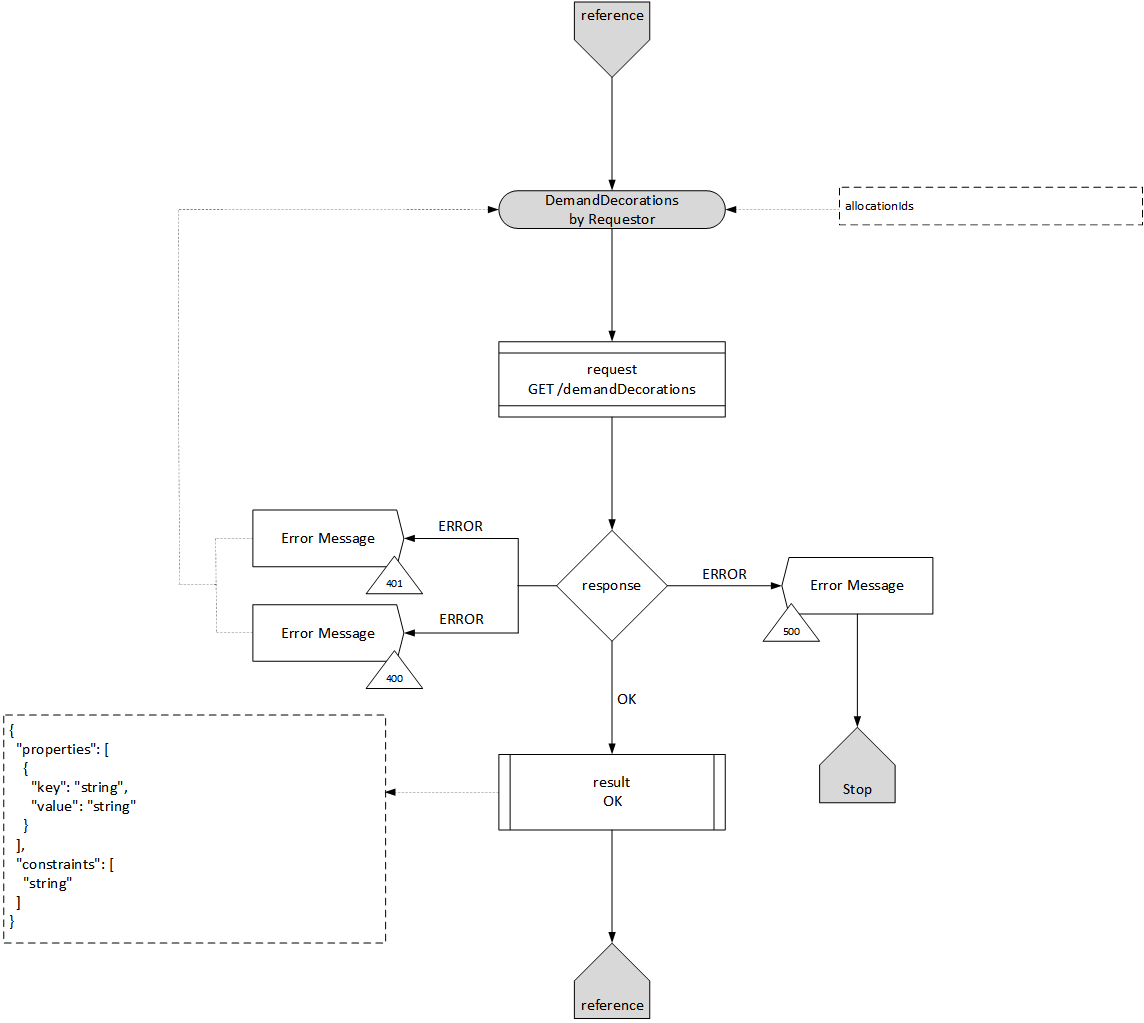 reference
DemandDecorations
by Requestor
allocationIds
request
GET /demandDecorations
ERROR
Error Message
401
response
ERROR
Error Message
500
ERROR
Error Message
400
OK
{
"properties": [
{
"key": "string",
"value": "string"
}
],
"constraints": [
"string"
]
}
result
OK
Stop
reference